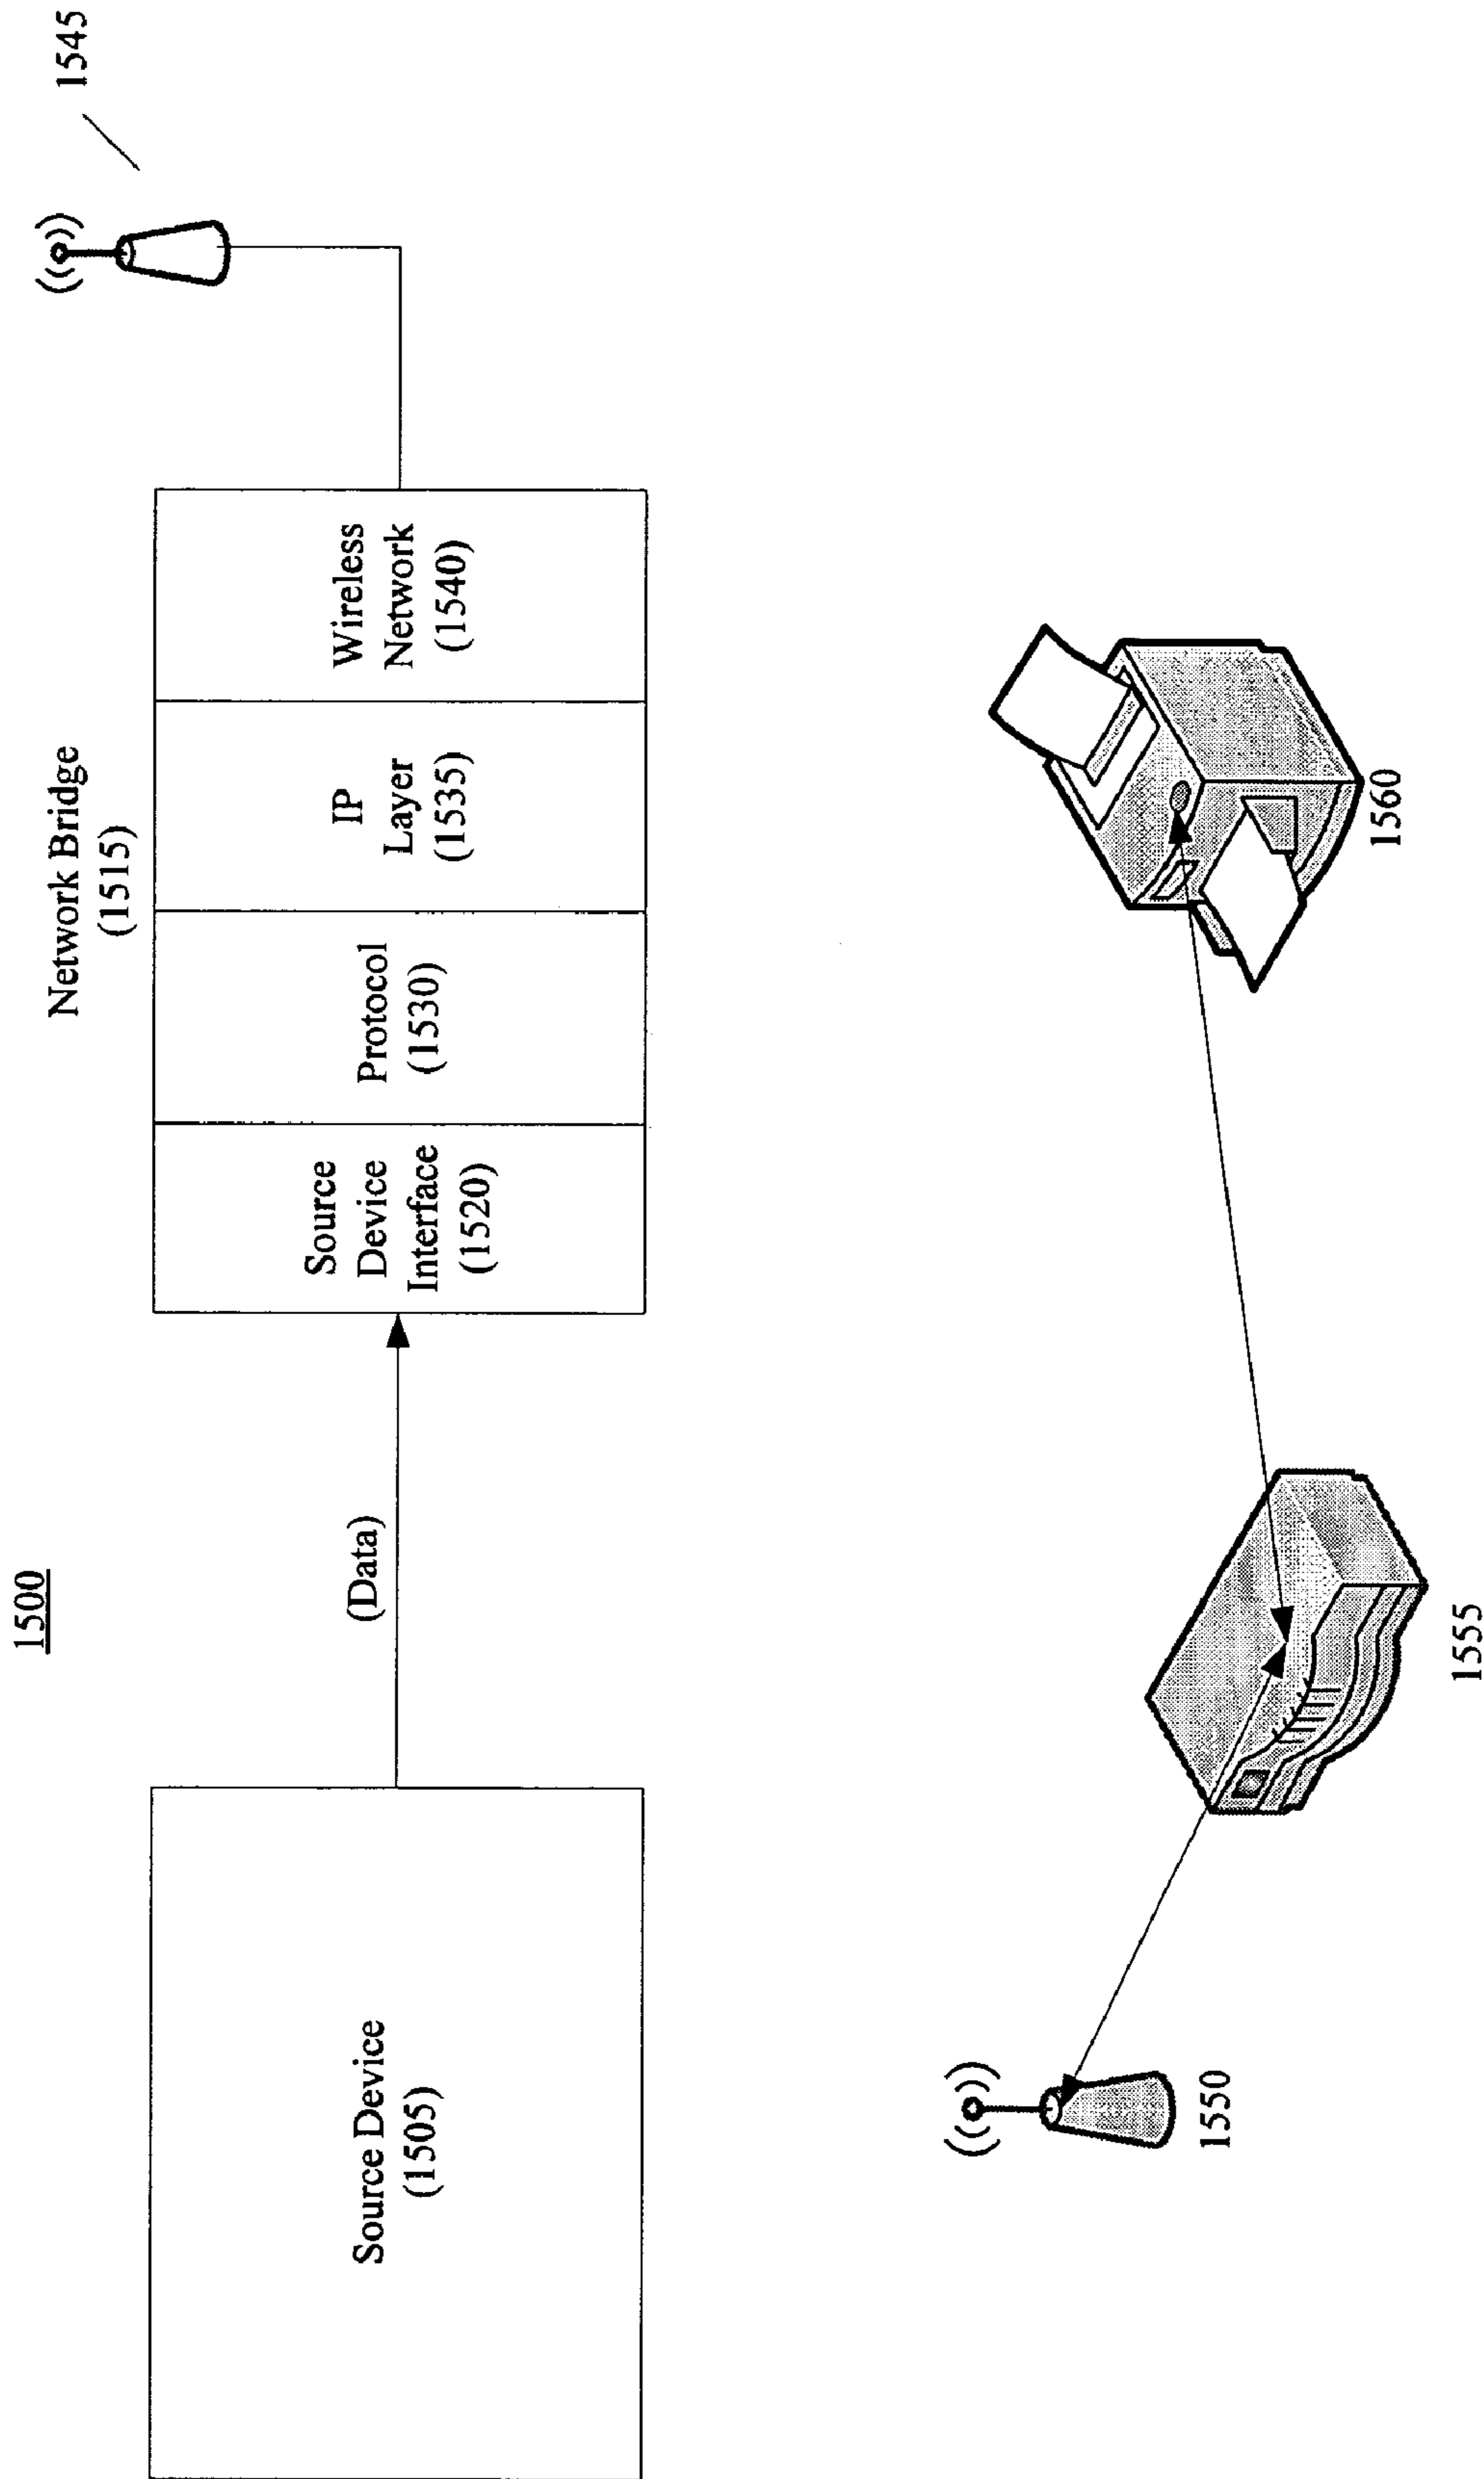 1500
Network Bridge
(1515)
1545
Source Device
(1505)
(Data)
Source
Device
Interface
(1520)
Protocol
(1530)
IP
Layer
(1535)
Wireless
Network
(1540)
1550
1555
1560